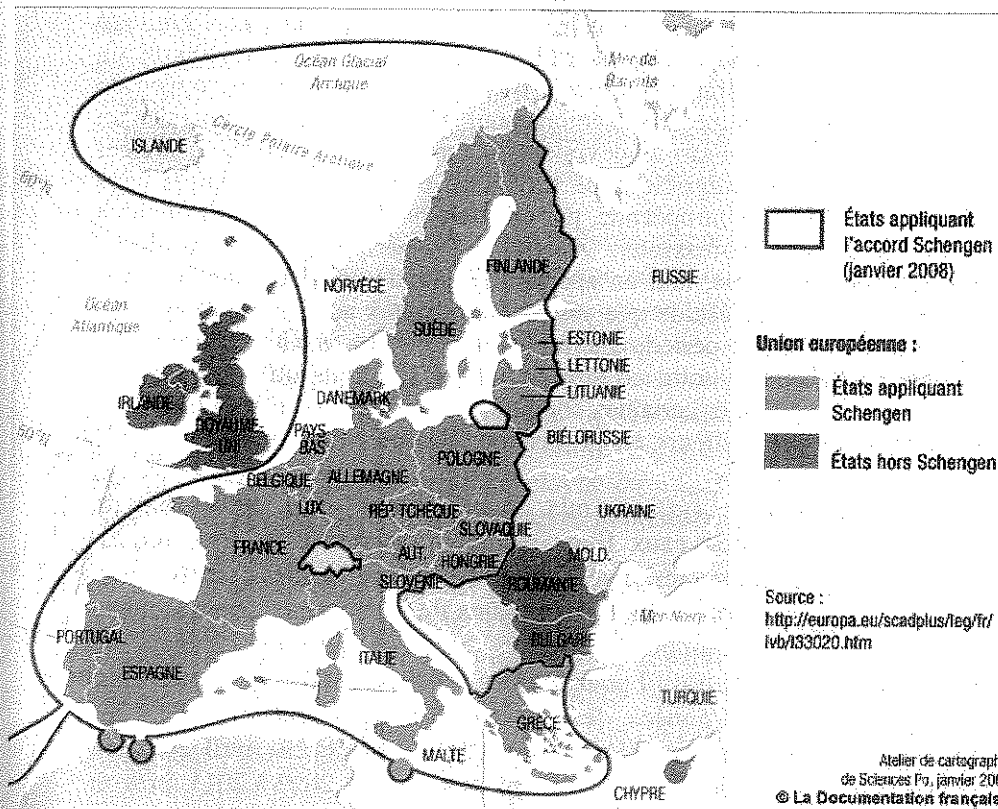 Océan Glacial
Arctique
Mer de
Barents
ISLANDE
Cercle Polaire Arctique
NORVÈGE
FINLANDE
RUSSIE
SUÈDE
Océan
Atlantique
ESTONIE
LETTONIE
LITUANIE
DANEMARK
IRLANDE
ROYAUME-
UNI
PAYS
BAS
BIÉLORUSSIE
POLOGNE
BELGIQUE
ALLEMAGNE
LUX.
RÉP. TCHÈQUE
UKRAINE
SLOVAQUIE
FRANCE
AUT.
HONGRIE
MOLD.
SLOVÉNIE
ROUMANIE
Mer Noire
BULGARIE
PORTUGAL
ESPAGNE
ITALIE
TURQUIE
GRÈCE
MALTE
CHYPRE
États appliquant
l'accord Schengen
(janvier 2008)
Union européenne :
États appliquant
Schengen
États hors Schengen
Source :
http://europa.eu/scadplus/leg/fr/
lvb/l33020.htm
Atelier de cartograph
de Sciences Po, janvier 200
© La Documentation français